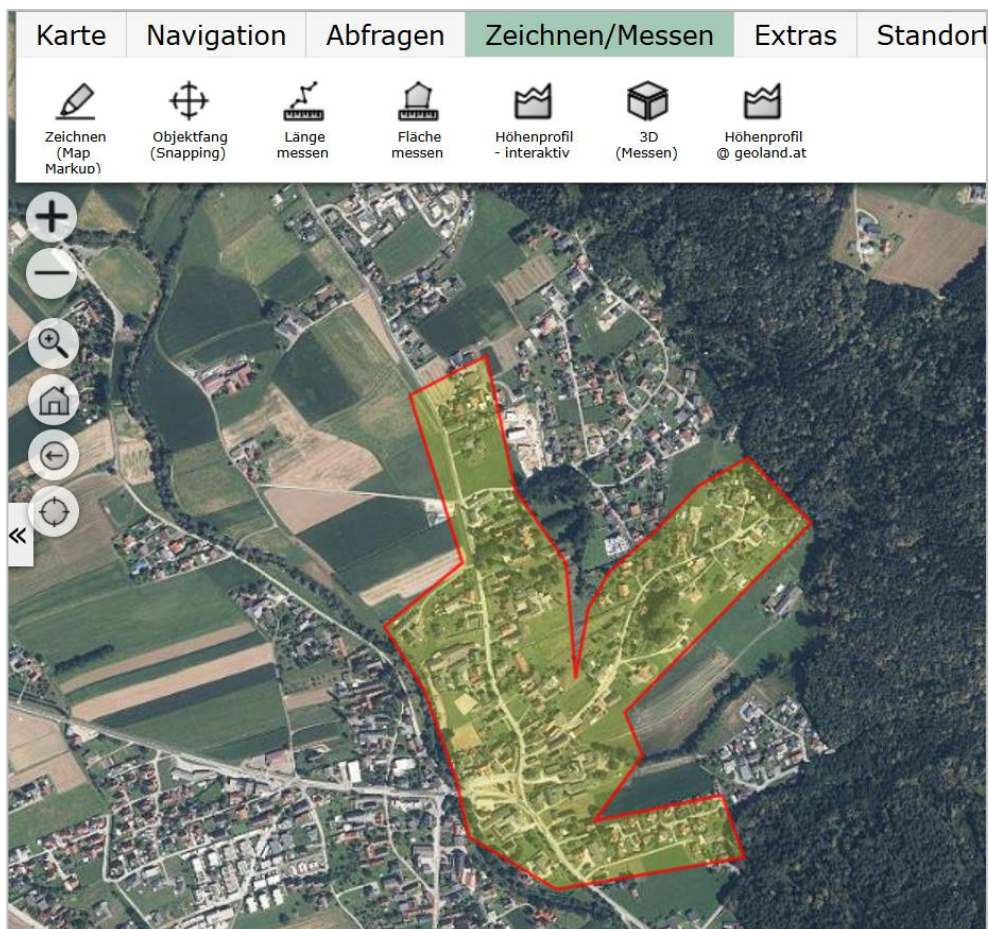 Karte Navigation Abfragen Zeichnen/Messen Extras Standort
Zeichnen
(Map
Markup)
Objektfang
(Snapping)
Länge
messen
Fläche
messen
Höhenprofil
- interaktiv
3D
(Messen)
Höhenprofil
@ geoland.at
«